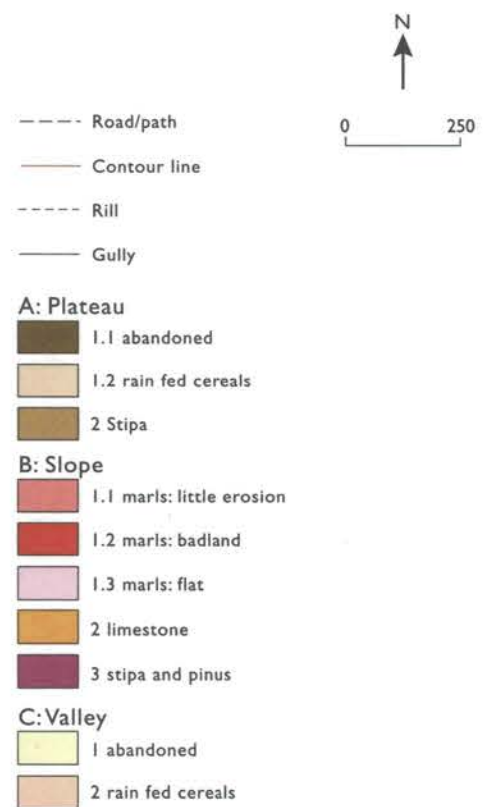 N
0 250
Road/path
Contour line
Rill
Gully
A: Plateau
1.1 abandoned
1.2 rain fed cereals
2 Stipa
B: Slope
1.1 marls: little erosion
1.2 marls: badland
1.3 marls: flat
2 limestone
3 stipa and pinus
C: Valley
1 abandoned
2 rain fed cereals